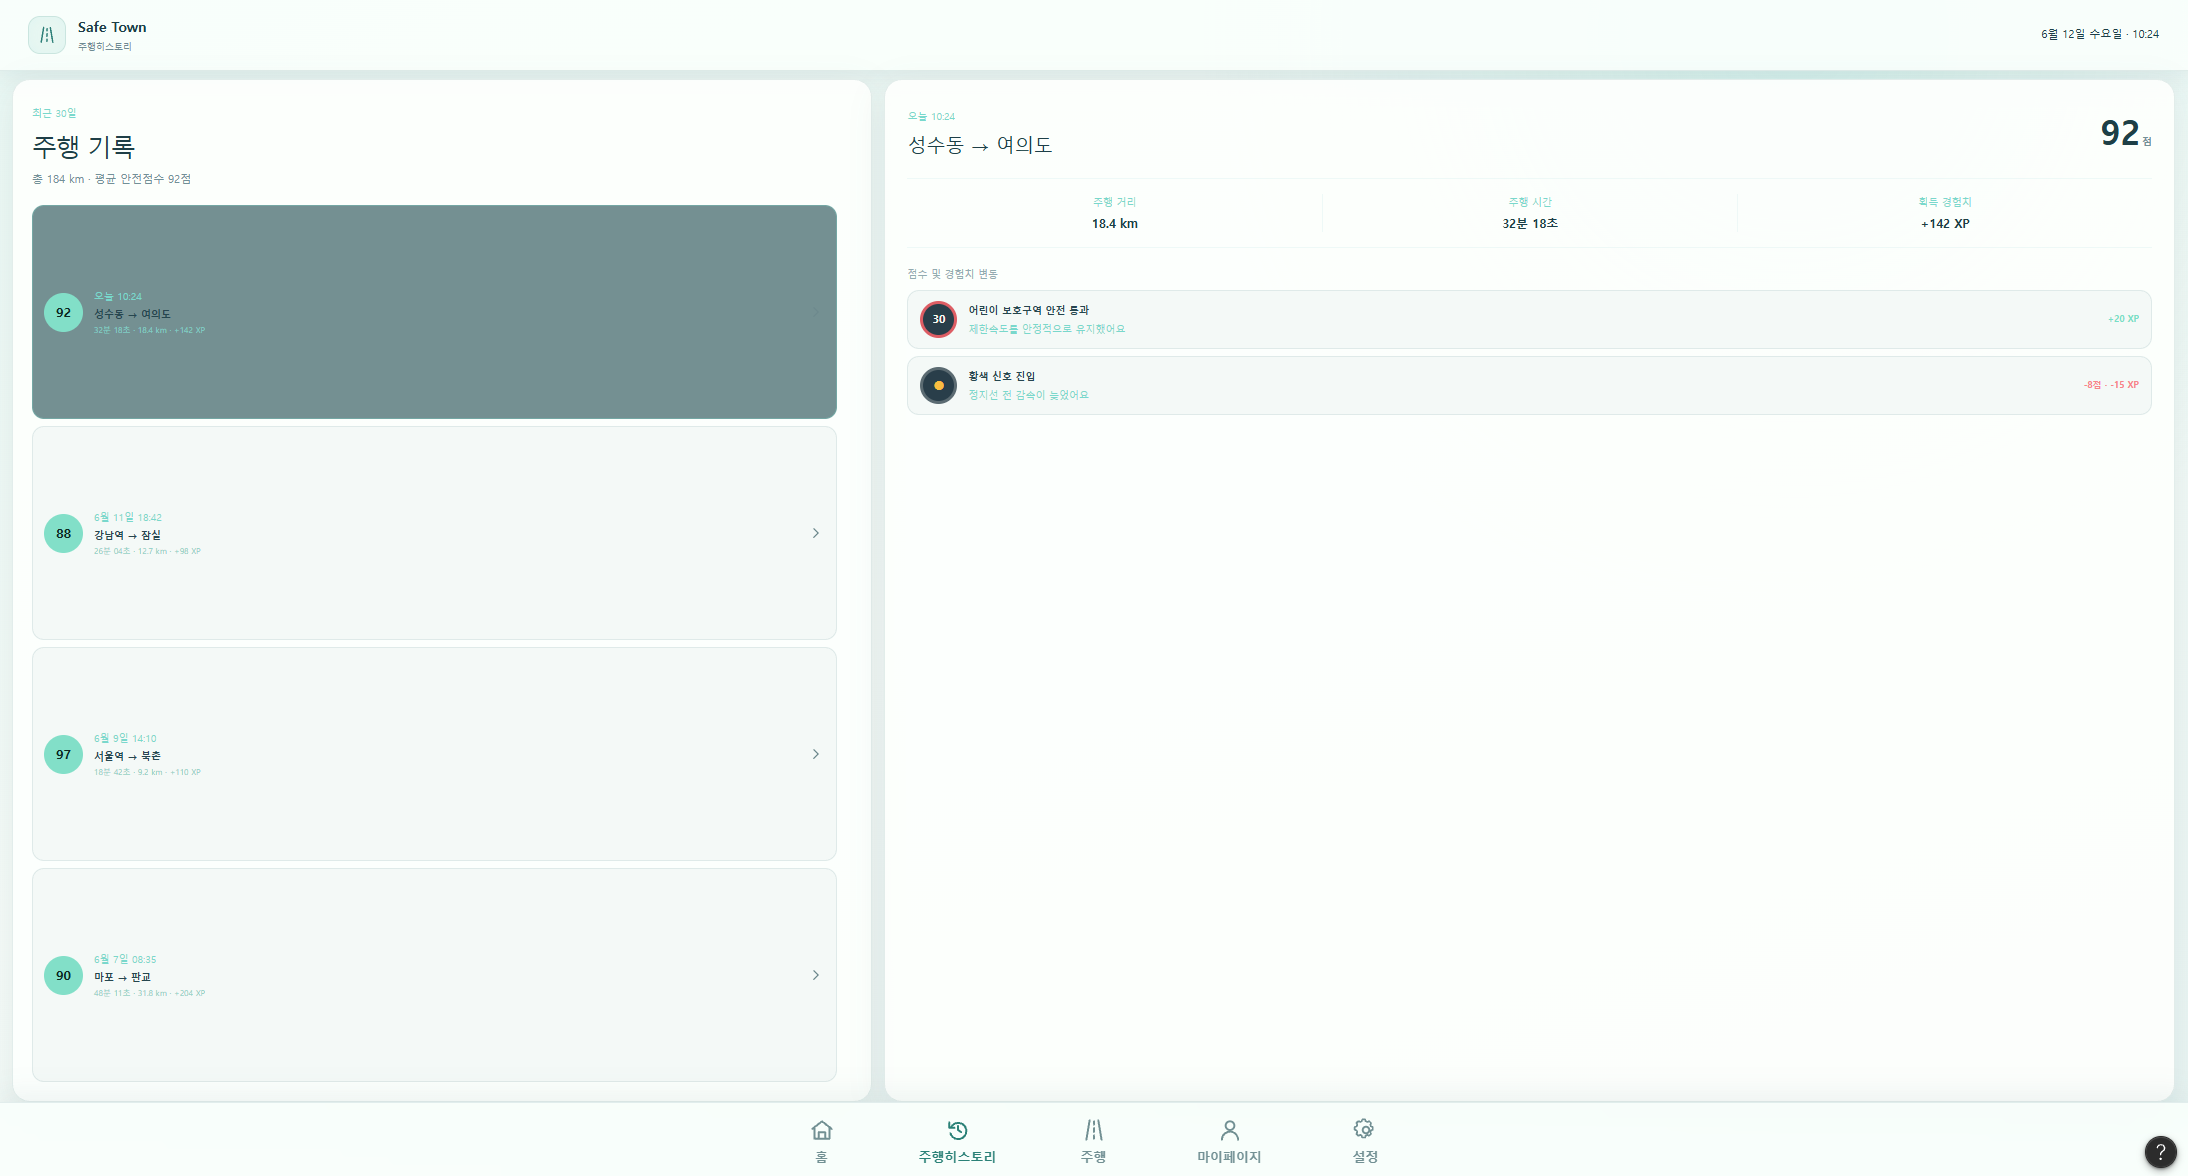 Safe Town
주행히스토리
6월 12일 수요일 · 10:24
최근 30일
주행 기록
총 184 km · 평균 안전점수 92점
92
오늘 10:24
성수동 → 여의도
32분 18초 · 18.4 km · +142 XP
88
6월 11일 18:42
강남역 → 잠실
26분 04초 · 12.7 km · +98 XP
97
6월 9일 14:10
서울역 → 북촌
18분 42초 · 9.2 km · +110 XP
90
6월 7일 08:35
마포 → 판교
48분 11초 · 31.8 km · +204 XP
오늘 10:24
성수동 → 여의도
92점
주행 거리
18.4 km
주행 시간
32분 18초
획득 경험치
+142 XP
점수 및 경험치 변동
30
어린이 보호구역 안전 통과
제한속도를 안정적으로 유지했어요
+20 XP
황색 신호 진입
정지선 전 감속이 늦었어요
-8점 · -15 XP
홈
주행히스토리
주행
마이페이지
설정
?